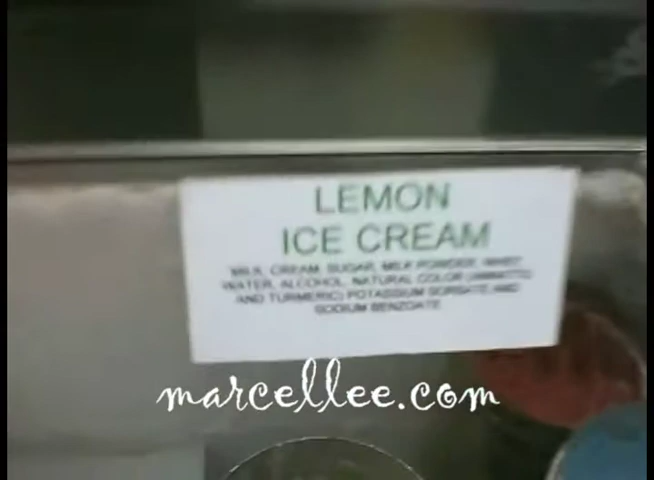 LEMON
ICE CREAM
MILK, CREAM, SUGAR, MILK POWDER, WHEY,
WATER, ALCOHOL, NATURAL COLOR (ANNATTO
AND TURMERIC) POTASSIUM SORBATE AND
SODIUM BENZOATE
marcellee.com